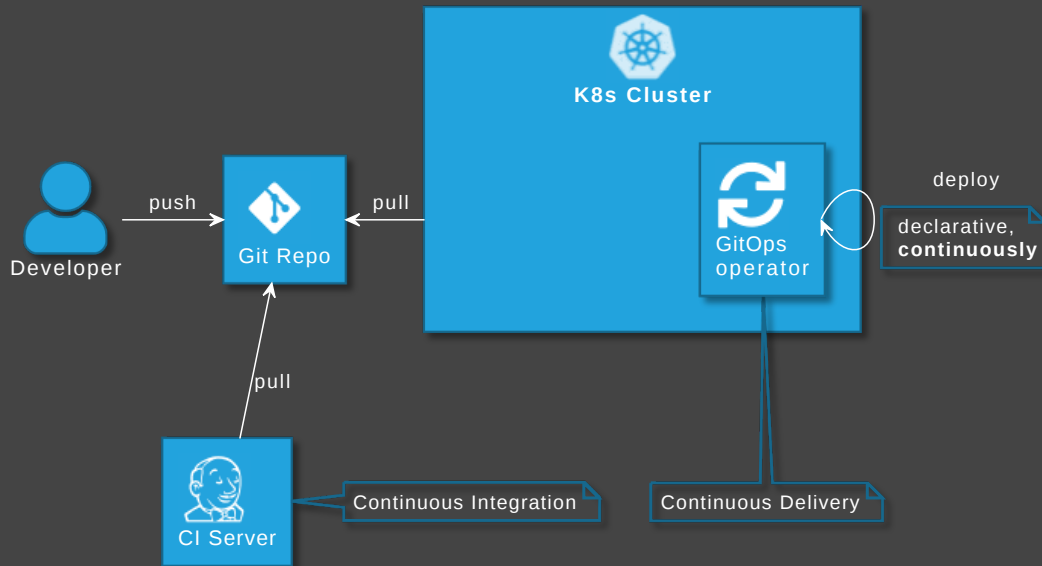 K8s Cluster
deploy
push
pull
declarative,
continuously
GitOps
operator
Git Repo
Developer
pull
Continuous Integration
Continuous Delivery
CI Server